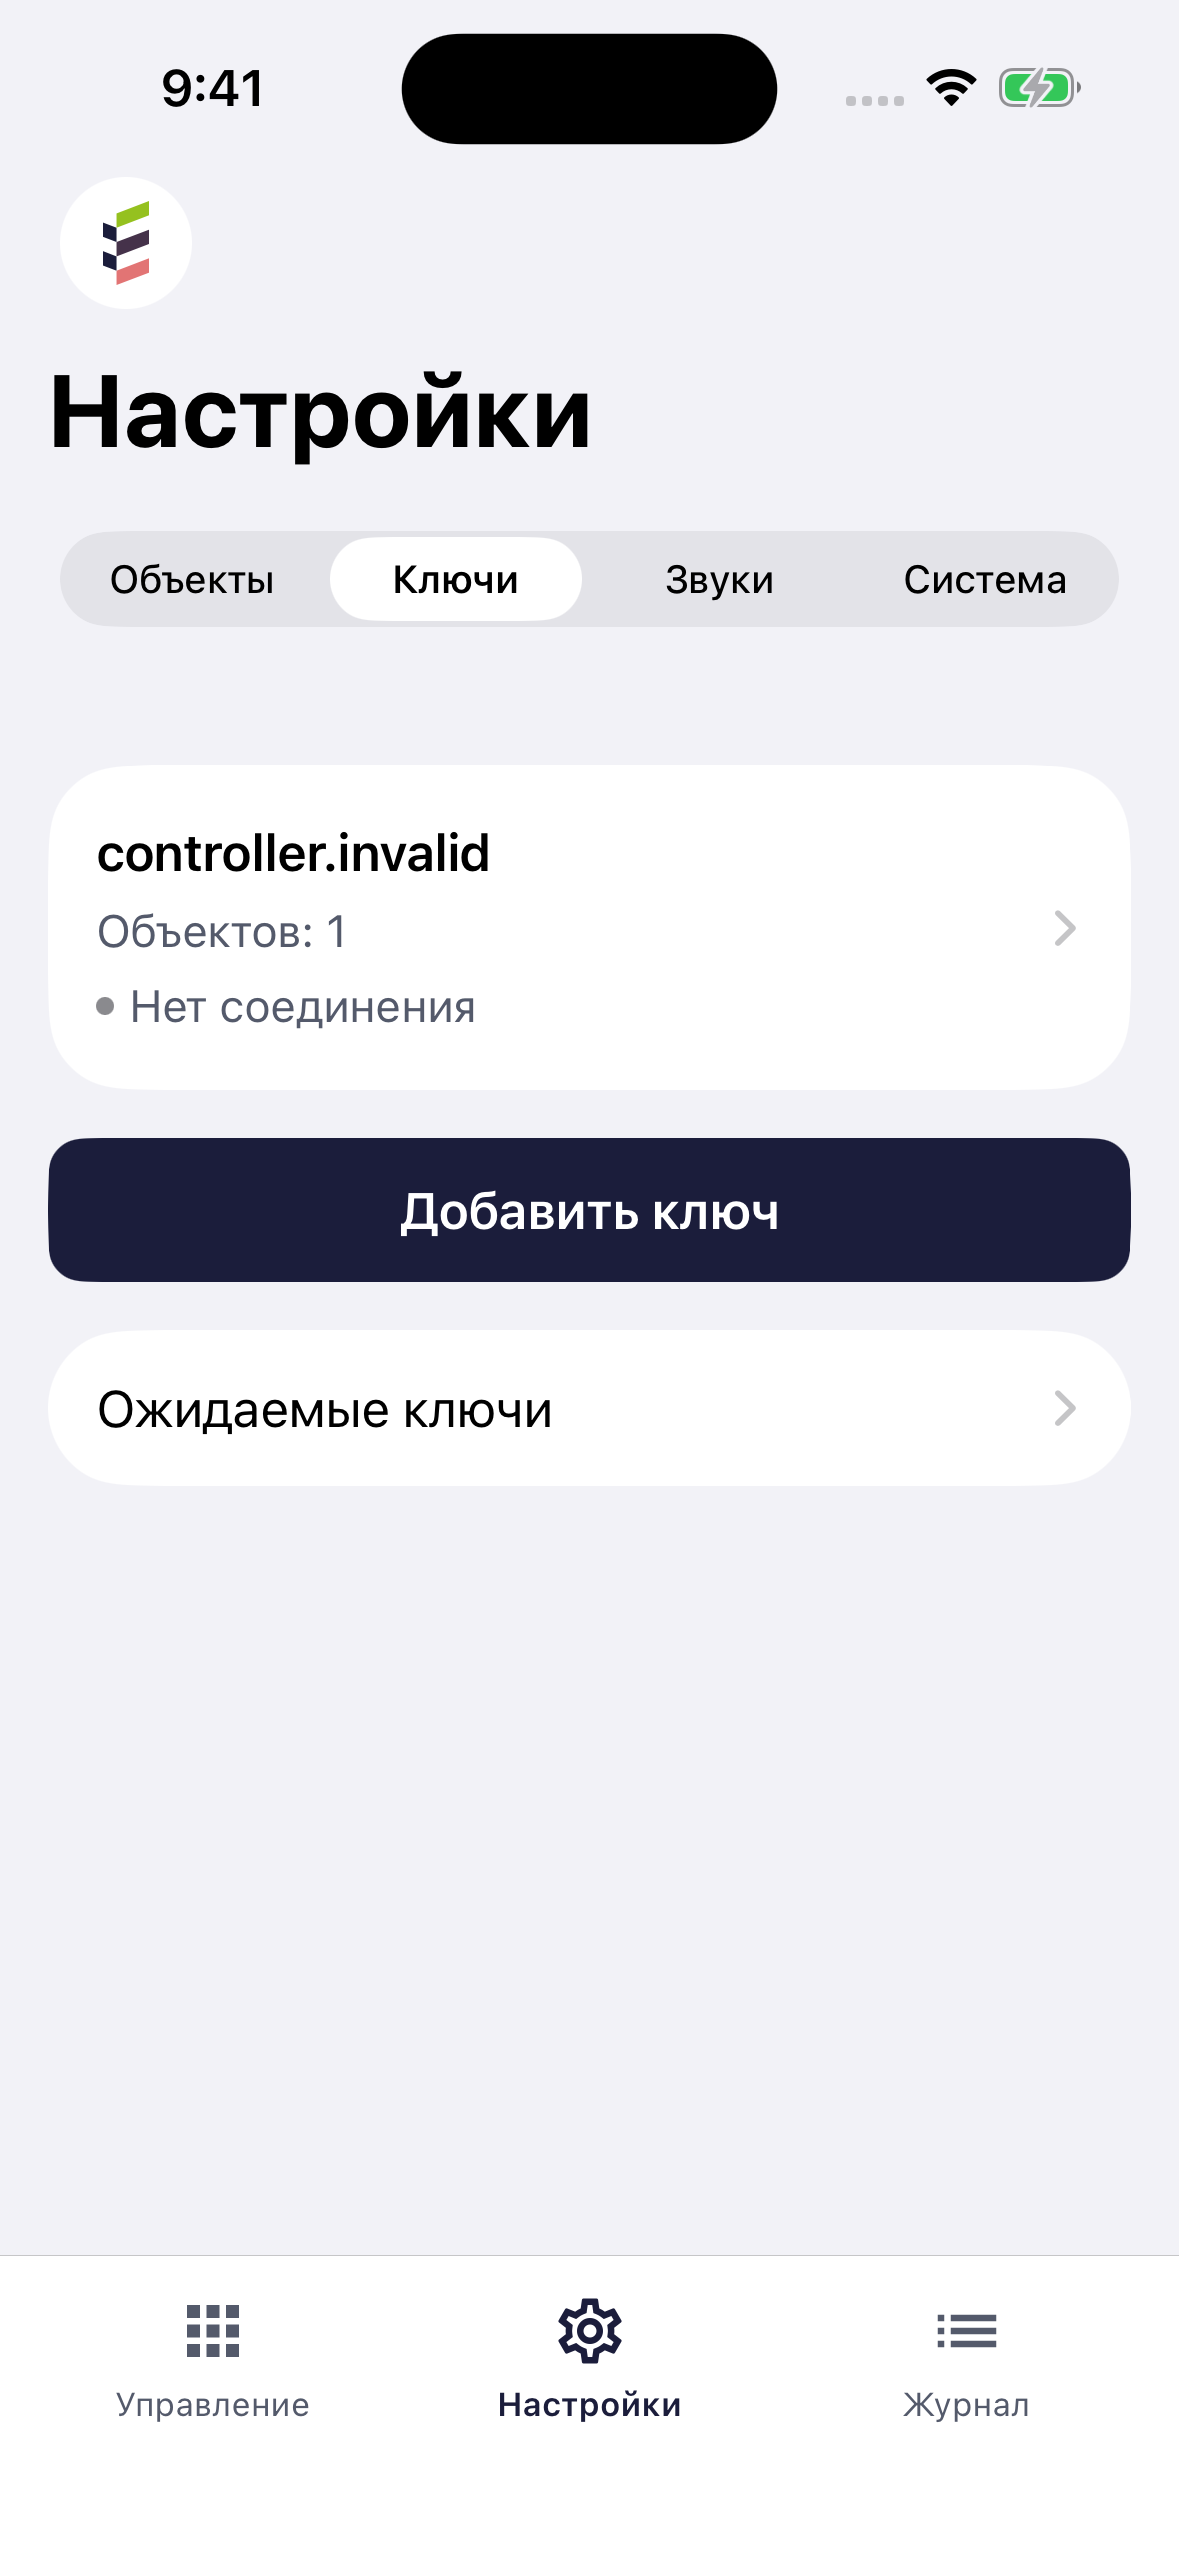 9:41
Настройки
Объекты Ключи Звуки Система
controller.invalid
Объектов: 1
Нет соединения
Добавить ключ
Ожидаемые ключи
Управление Настройки Журнал